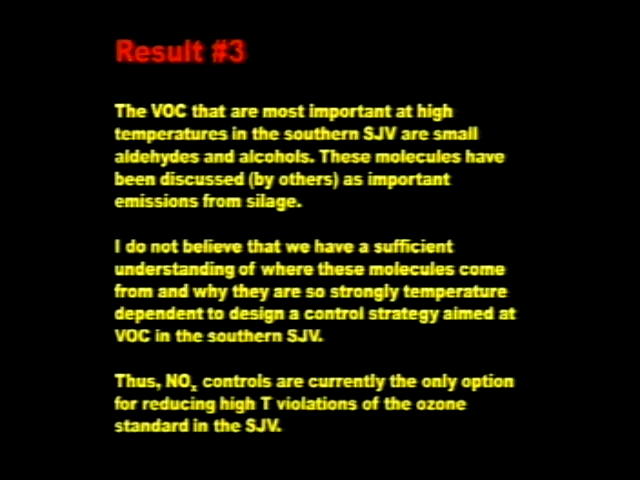 Result #3
The VOC that are most important at high
temperatures in the southern SJV are small
aldehydes and alcohols. These molecules have
been discussed (by others) as important
emissions from silage.
I do not believe that we have a sufficient
understanding of where these molecules come
from and why they are so strongly temperature
dependent to design a control strategy aimed at
VOC in the southern SJV.
Thus, NOx controls are currently the only option
for reducing high T violations of the ozone
standard in the SJV.